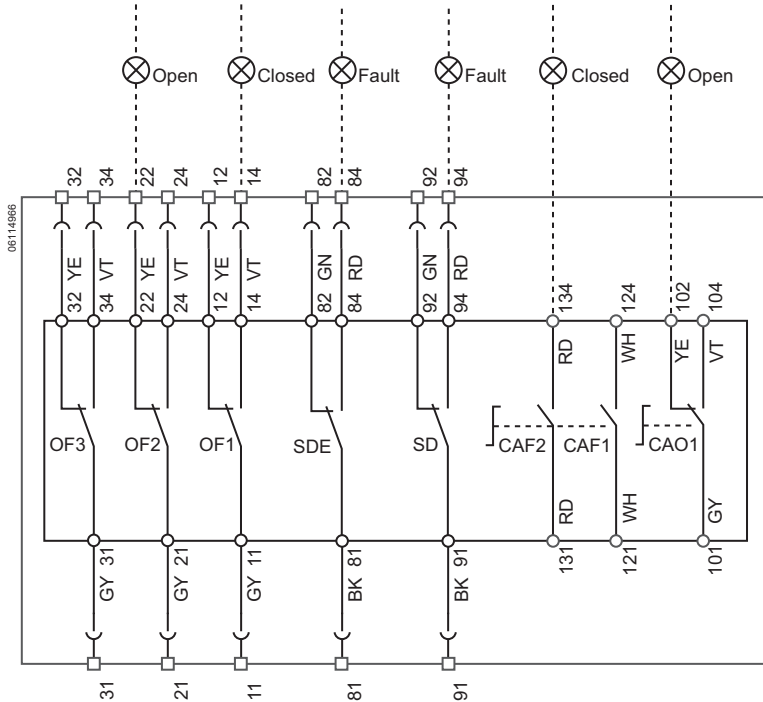 Open Closed Fault Fault Closed Open
32 34 22 24 12 14 82 84 92 94
06114966
YE VT YE VT YE VT GN RD GN RD
32 34 22 24 12 14 82 84 92 94 134 124 102 104
RD WH YE VT
OF3 OF2 OF1 SDE SD CAF2 CAF1 CAO1
RD WH GY
31 21 11 81 91 131 121 101
GY GY GY BK BK
31 21 11 81 91